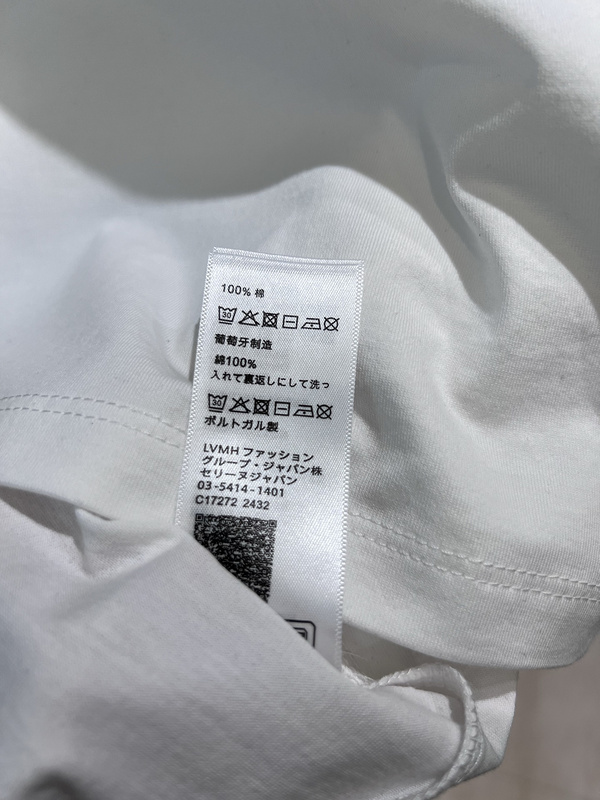 100% 棉
30
葡萄牙制造
綿100%
入れて裏返しにして洗っ
30
ポルトガル製
LVMH ファッション
グループ・ジャパン株
セリーヌジャパン
03-5414-1401
C17272 2432